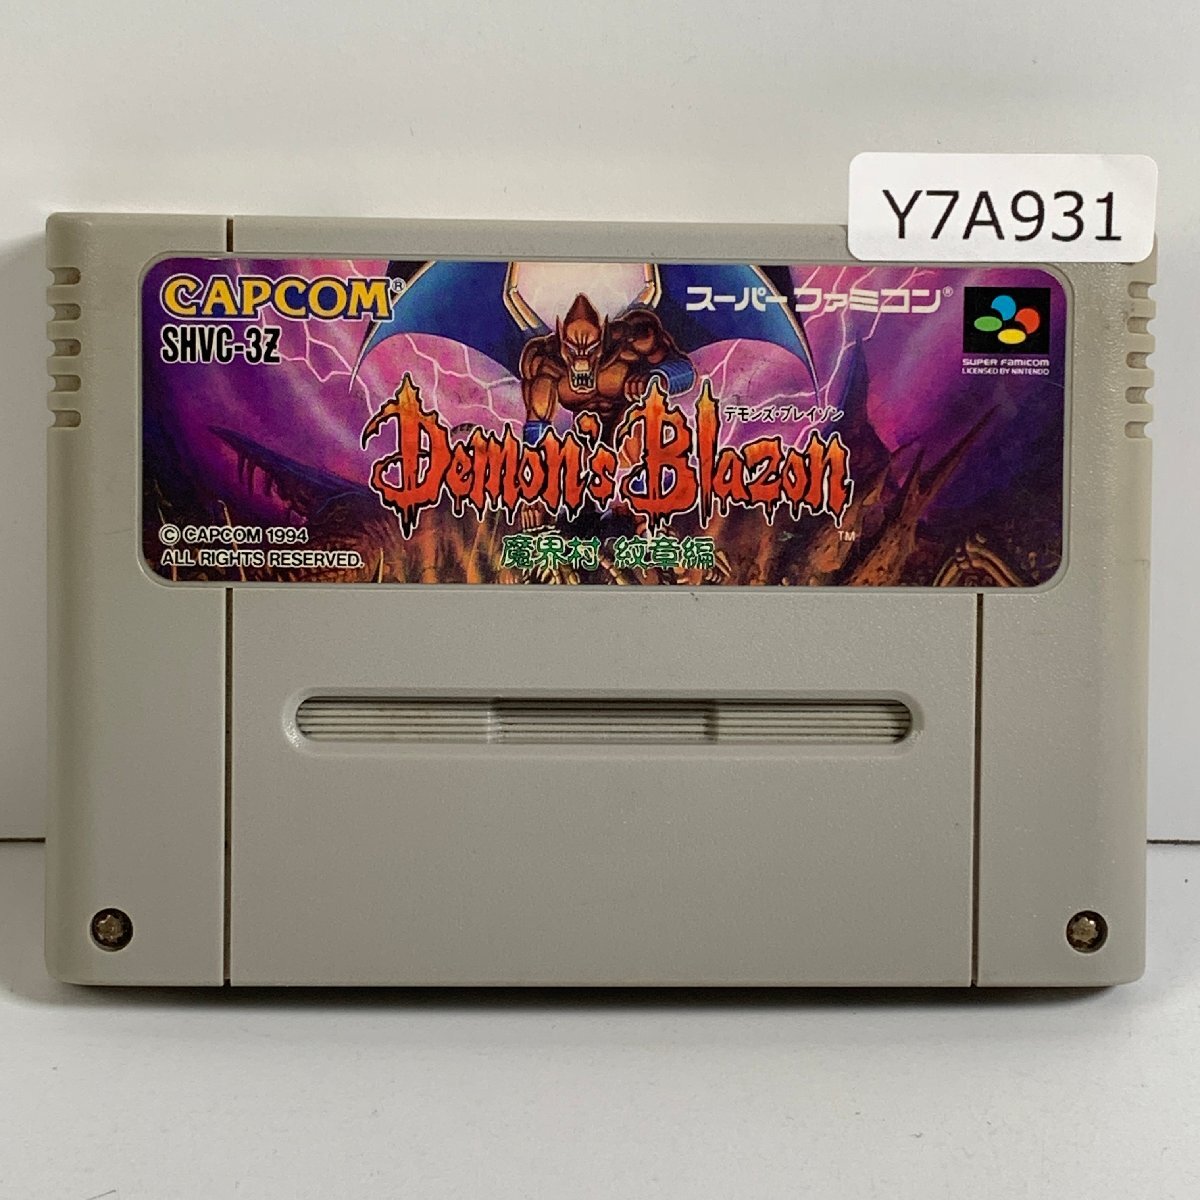 Y7A931
CAPCOM®
SHVC-3Z
スーパーファミコン®
SUPER FAMICOM
LICENSED BY NINTENDO
デモンズ・ブレイゾン
Demon's Blazon
TM
魔界村 紋章編
© CAPCOM 1994
ALL RIGHTS RESERVED.